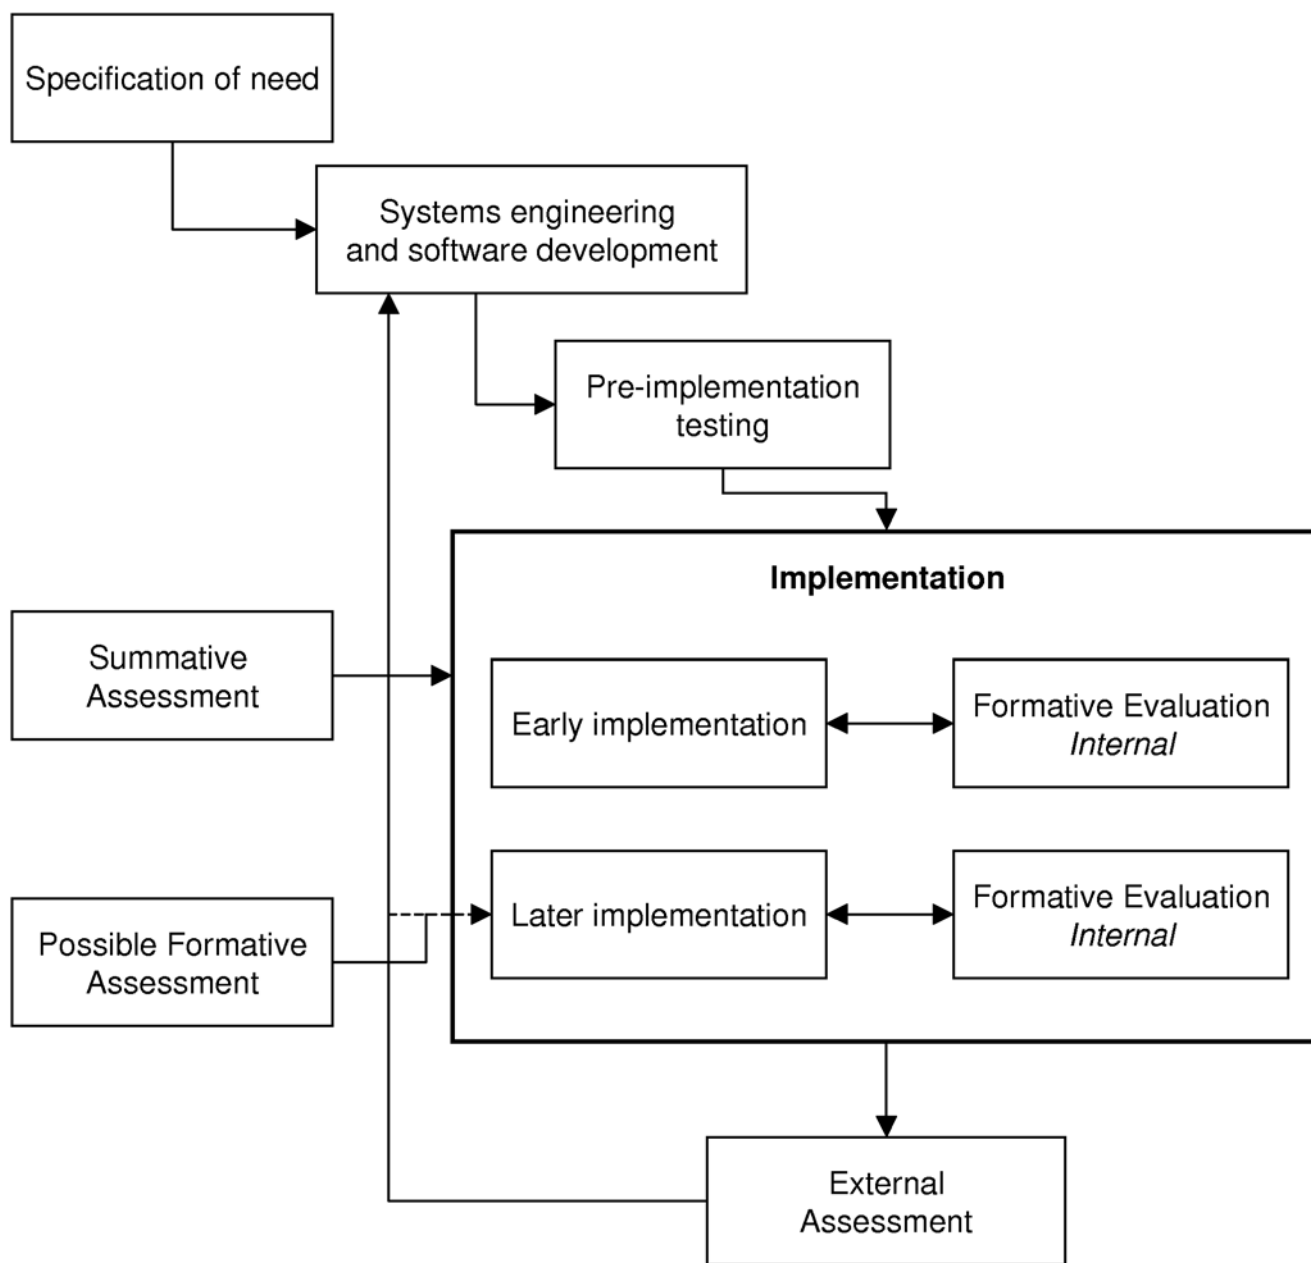 Specification of need
Systems engineering
and software development
Pre-implementation
testing
Implementation
Summative
Assessment
Early implementation
Formative Evaluation
Internal
Possible Formative
Assessment
Later implementation
Formative Evaluation
Internal
External
Assessment